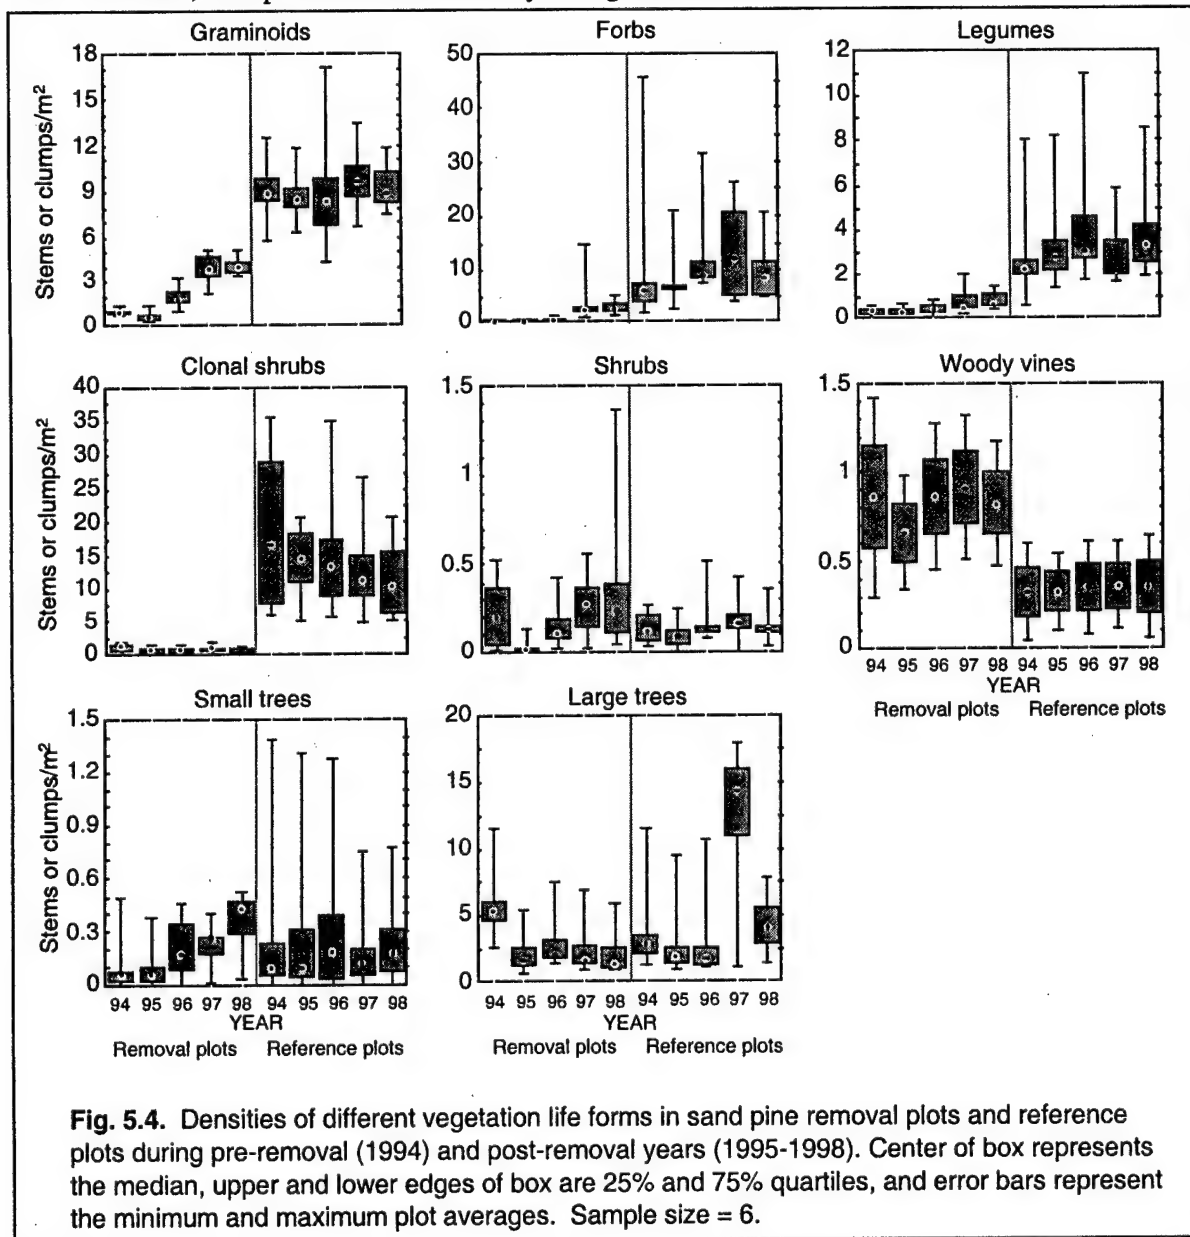 Graminoids
Forbs
Legumes
Stems or clumps/m²
18
15
12
9
6
3
0
50
40
30
20
10
0
12
10
8
6
4
2
0
Clonal shrubs
Shrubs
Woody vines
Stems or clumps/m²
40
35
30
25
20
15
10
5
0
1.5
1
0.5
0
1.5
1
0.5
0
94 95 96 97 98 94 95 96 97 98
YEAR
Removal plots Reference plots
Small trees
Large trees
Stems or clumps/m²
1.5
1.2
0.9
0.6
0.3
0
20
15
10
5
0
94 95 96 97 98 94 95 96 97 98
YEAR
Removal plots Reference plots
94 95 96 97 98 94 95 96 97 98
YEAR
Removal plots Reference plots
Fig. 5.4. Densities of different vegetation life forms in sand pine removal plots and reference
plots during pre-removal (1994) and post-removal years (1995-1998). Center of box represents
the median, upper and lower edges of box are 25% and 75% quartiles, and error bars represent
the minimum and maximum plot averages. Sample size = 6.